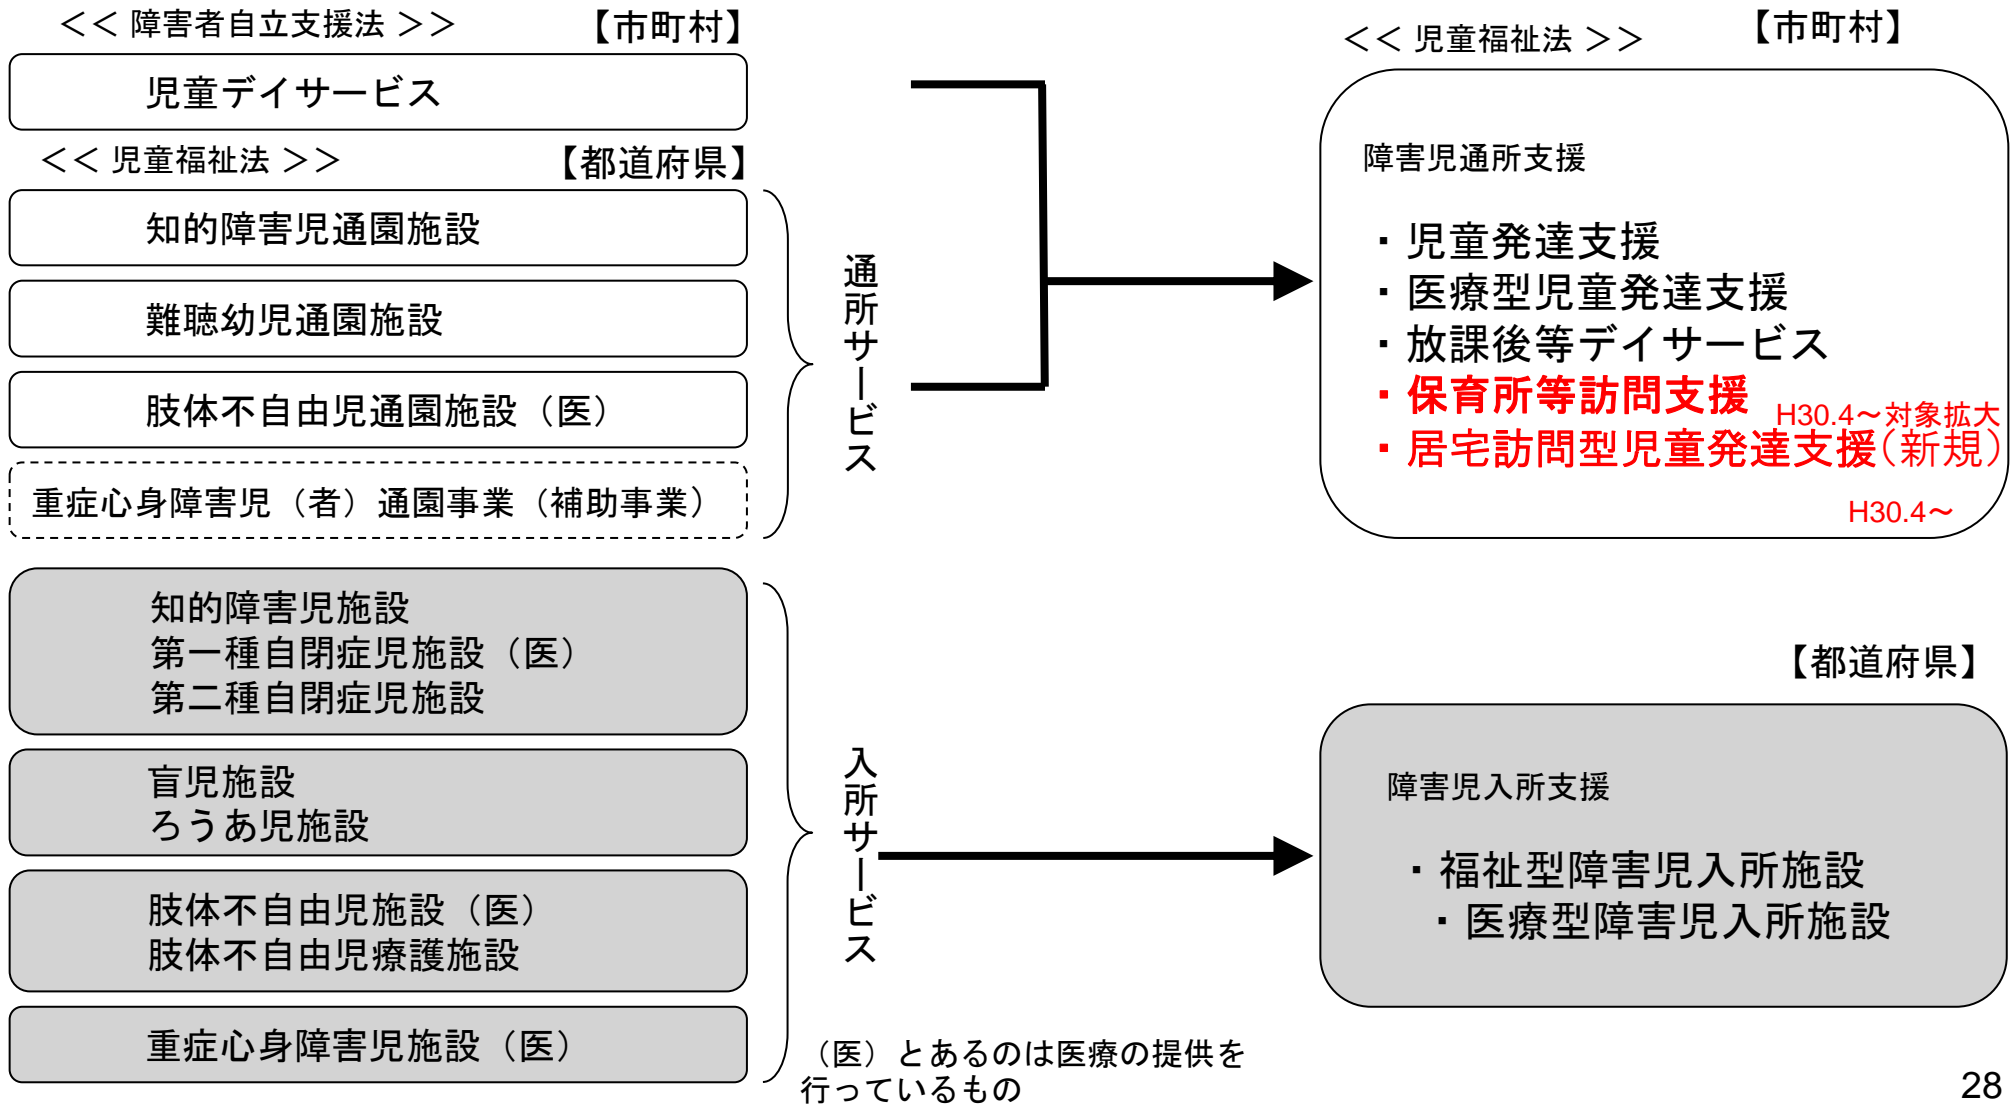 ＜＜ 障害者自立支援法 ＞＞
【市町村】
児童デイサービス
＜＜ 児童福祉法 ＞＞
【都道府県】
知的障害児通園施設
難聴幼児通園施設
肢体不自由児通園施設（医）
重症心身障害児（者）通園事業（補助事業）
通所サービス
知的障害児施設
第一種自閉症児施設（医）
第二種自閉症児施設
盲児施設
ろうあ児施設
肢体不自由児施設（医）
肢体不自由児療護施設
重症心身障害児施設（医）
入所サービス
（医）とあるのは医療の提供を
行っているもの
＜＜ 児童福祉法 ＞＞
【市町村】
障害児通所支援
・児童発達支援
・医療型児童発達支援
・放課後等デイサービス
・保育所等訪問支援
H30.4～対象拡大
・居宅訪問型児童発達支援（新規）
H30.4～
【都道府県】
障害児入所支援
・福祉型障害児入所施設
・医療型障害児入所施設
28